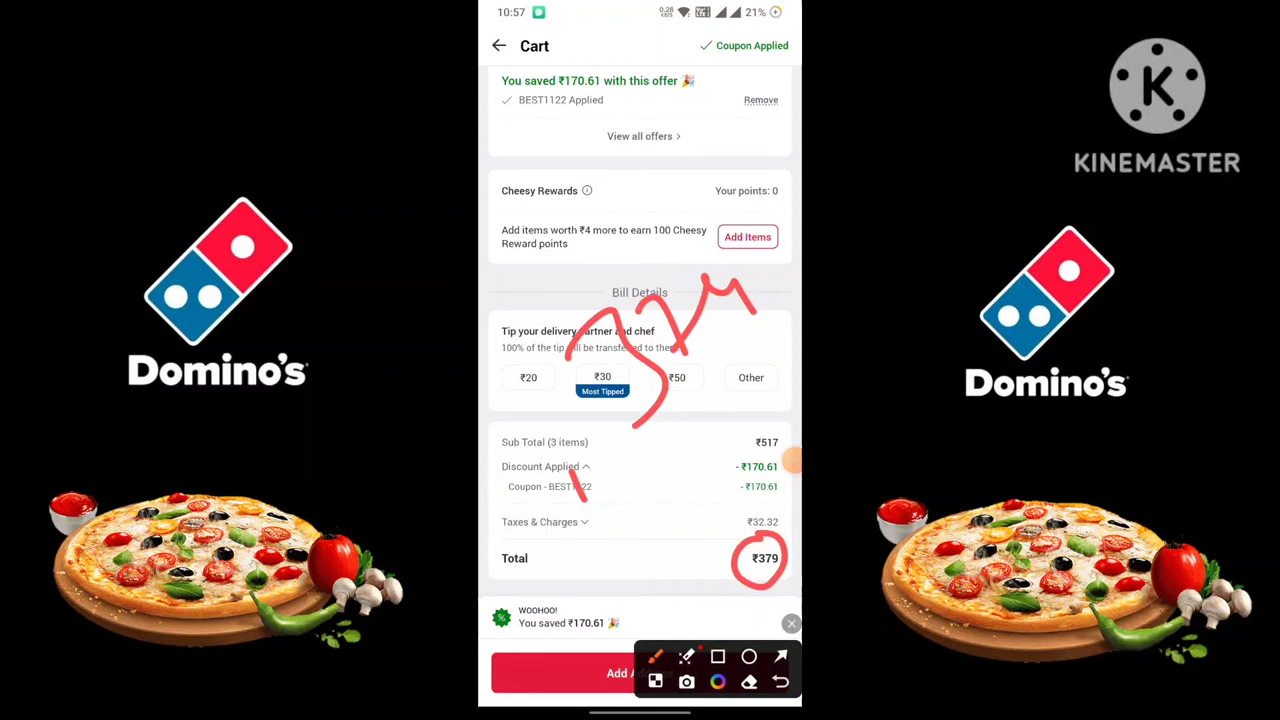 10:57
0.28 KB/S
21%
Cart
Coupon Applied
You saved ₹170.61 with this offer 🎉
BEST1122 Applied
Remove
View all offers >
Cheesy Rewards
Your points: 0
Add items worth ₹4 more to earn 100 Cheesy
Reward points
Add Items
Bill Details
Tip your delivery partner and chef
100% of the tip will be transferred to
₹20
₹30
₹50
Other
Most Tipped
Sub Total (3 items)
₹517
Discount Applied
- ₹170.61
Coupon - BEST1122
- ₹170.61
Taxes & Charges
₹32.32
Total
₹379
WOOHOO!
You saved ₹170.61 🎉
Add
Domino's
Domino's
K
KINEMASTER